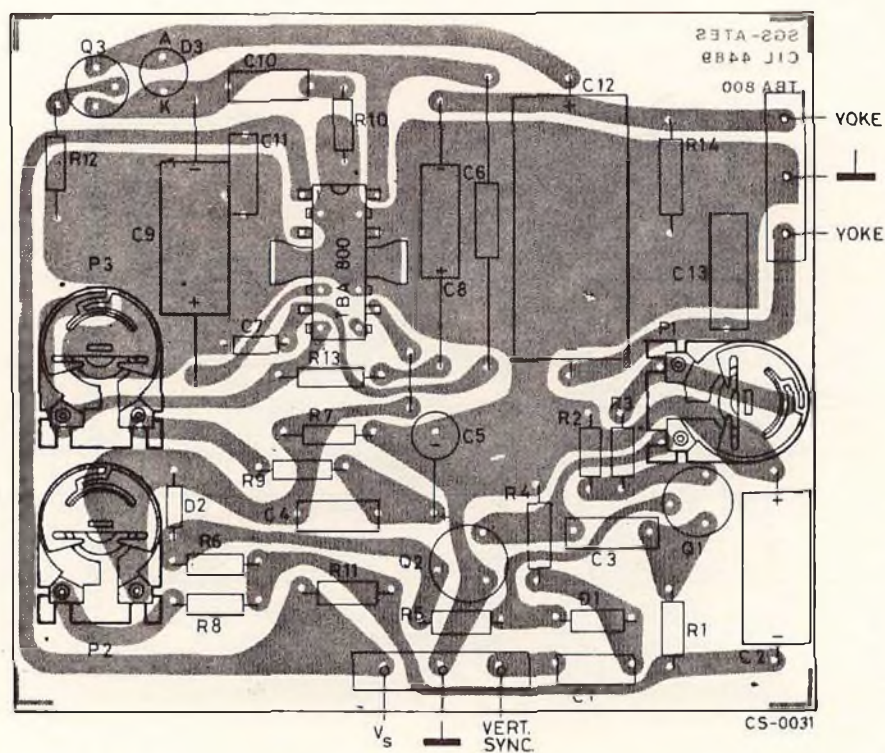 SGS-ATES
CIL 4489
TBA 800
Q3
A
D3
K
C10
C12
R10
YOKE
R12
C11
R14
C9
C6
TBA 800
C8
C13
YOKE
P3
C7
P1
R13
R7
C5
R2
R3
R9
R4
D2
C4
R6
Q2
C3
Q1
R11
R8
R5
D1
R1
P2
C2
C1
Vs
VERT.
SYNC.
CS-0031